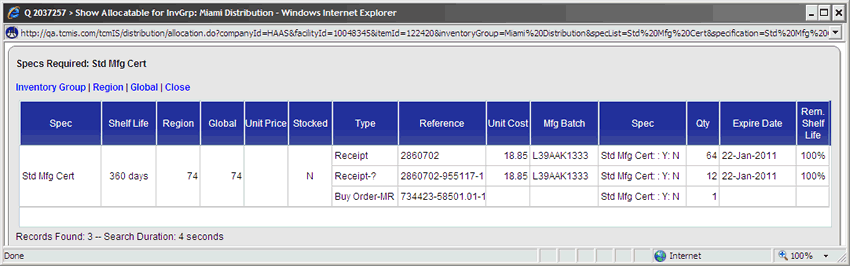 Q 2037257 > Show Allocatable for InvGrp: Miami Distribution - Windows Internet Explorer
http://qa.tcmis.com/tcmIS/distribution/allocation.do?companyId=HAAS&facilityId=10048345&itemId=122420&inventoryGroup=Miami%20Distribution&specList=Std%20Mfg%20Cert&specification=Std%20Mfg%20
Specs Required: Std Mfg Cert
Inventory Group | Region | Global | Close
Spec Shelf Life Region Global Unit Price Stocked Type Reference Unit Cost Mfg Batch Spec Qty Expire Date Rem. Shelf Life
Receipt 2860702 18.85 L39AAK1333 Std Mfg Cert: : Y: N 64 22-Jan-2011 100%
Std Mfg Cert 360 days 74 74 N Receipt-? 2860702-955117-1 18.85 L39AAK1333 Std Mfg Cert: : Y: N 12 22-Jan-2011 100%
Buy Order-MR 734423-58501.01-1 Std Mfg Cert: : Y: N 1
Records Found: 3 -- Search Duration: 4 seconds
Done Internet 100%